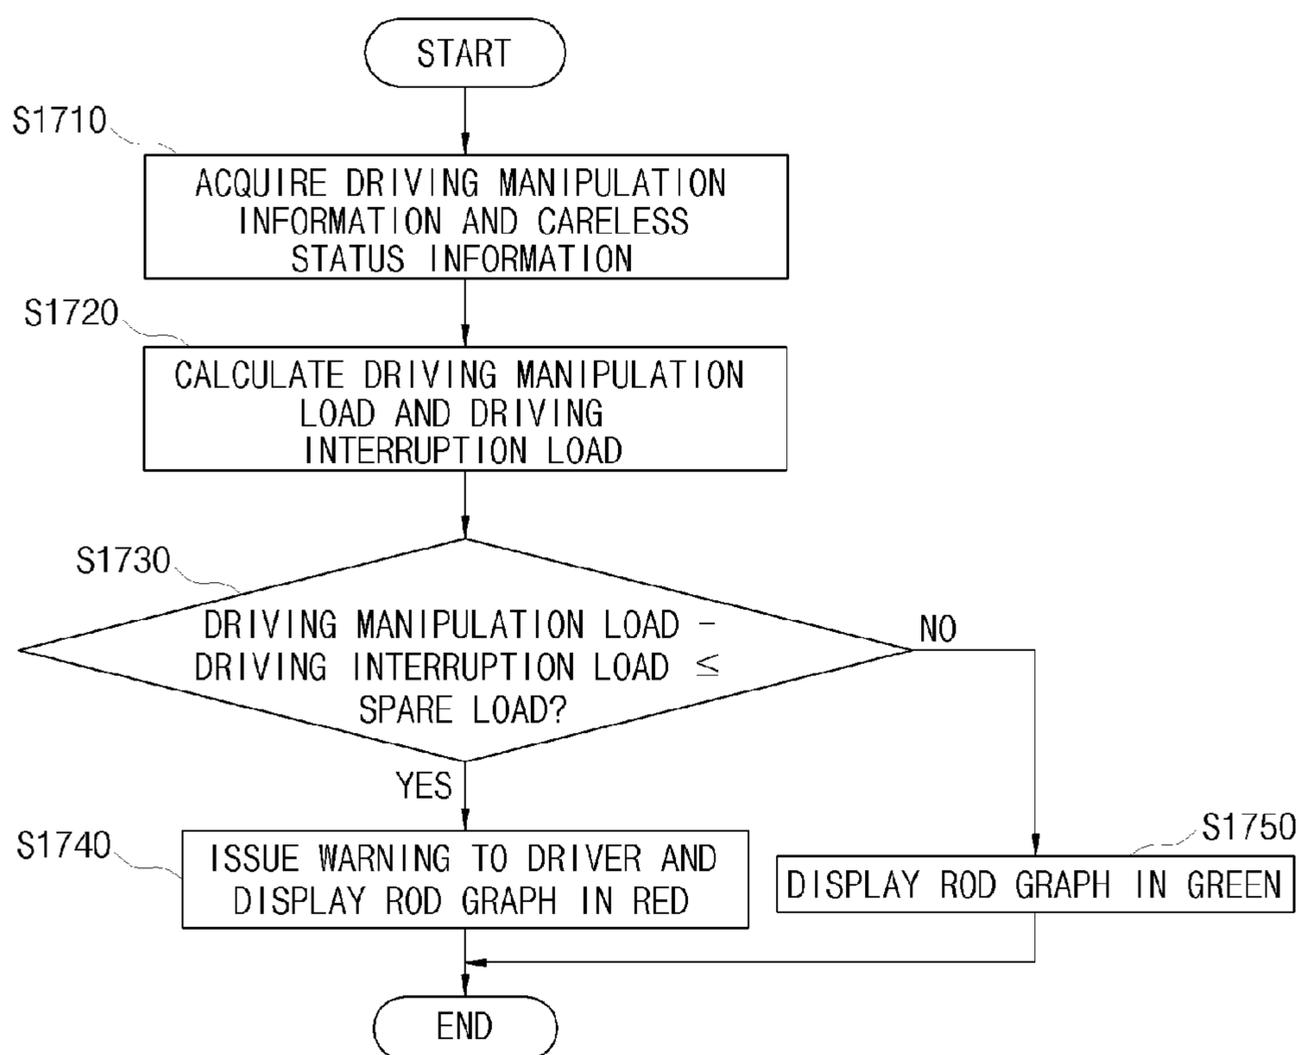 START
S1710
ACQUIRE DRIVING MANIPULATION
INFORMATION AND CARELESS
STATUS INFORMATION
S1720
CALCULATE DRIVING MANIPULATION
LOAD AND DRIVING
INTERRUPTION LOAD
S1730
DRIVING MANIPULATION LOAD −
DRIVING INTERRUPTION LOAD ≤
SPARE LOAD?
NO
YES
S1740
ISSUE WARNING TO DRIVER AND
DISPLAY ROD GRAPH IN RED
S1750
DISPLAY ROD GRAPH IN GREEN
END